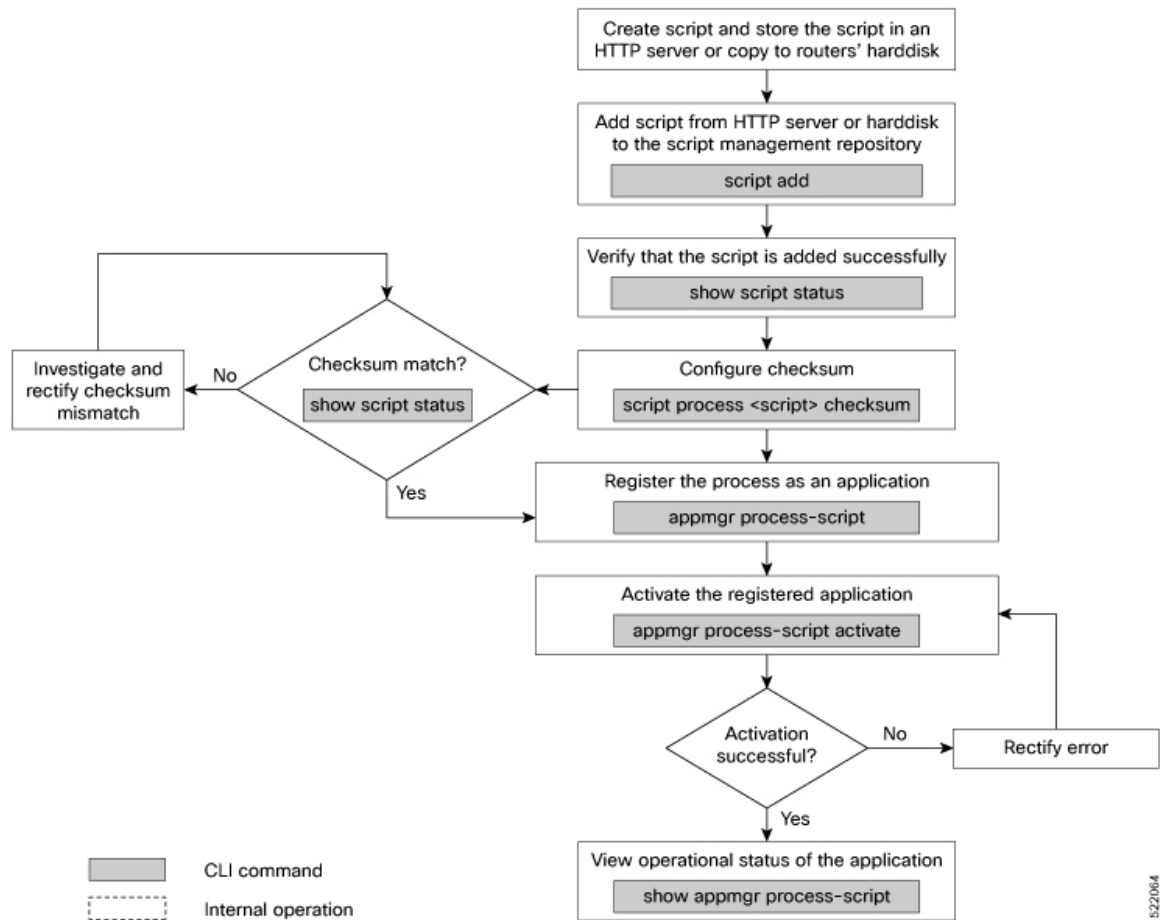 Create script and store the script in an
HTTP server or copy to routers' harddisk
Add script from HTTP server or harddisk
to the script management repository
script add
Verify that the script is added successfully
show script status
Configure checksum
script process <script> checksum
Checksum match?
show script status
No
Investigate and
rectify checksum
mismatch
Yes
Register the process as an application
appmgr process-script
Activate the registered application
appmgr process-script activate
Activation
successful?
No
Rectify error
Yes
View operational status of the application
show appmgr process-script
CLI command
Internal operation
522064